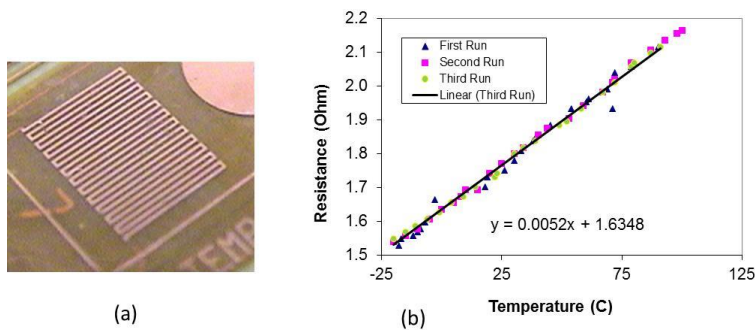 TEMP
(a)
2.2
2.1
2.0
1.9
1.8
1.7
1.6
1.5
Resistance (Ohm)
First Run
Second Run
Third Run
Linear (Third Run)
y = 0.0052x + 1.6348
-25
25
75
125
Temperature (C)
(b)